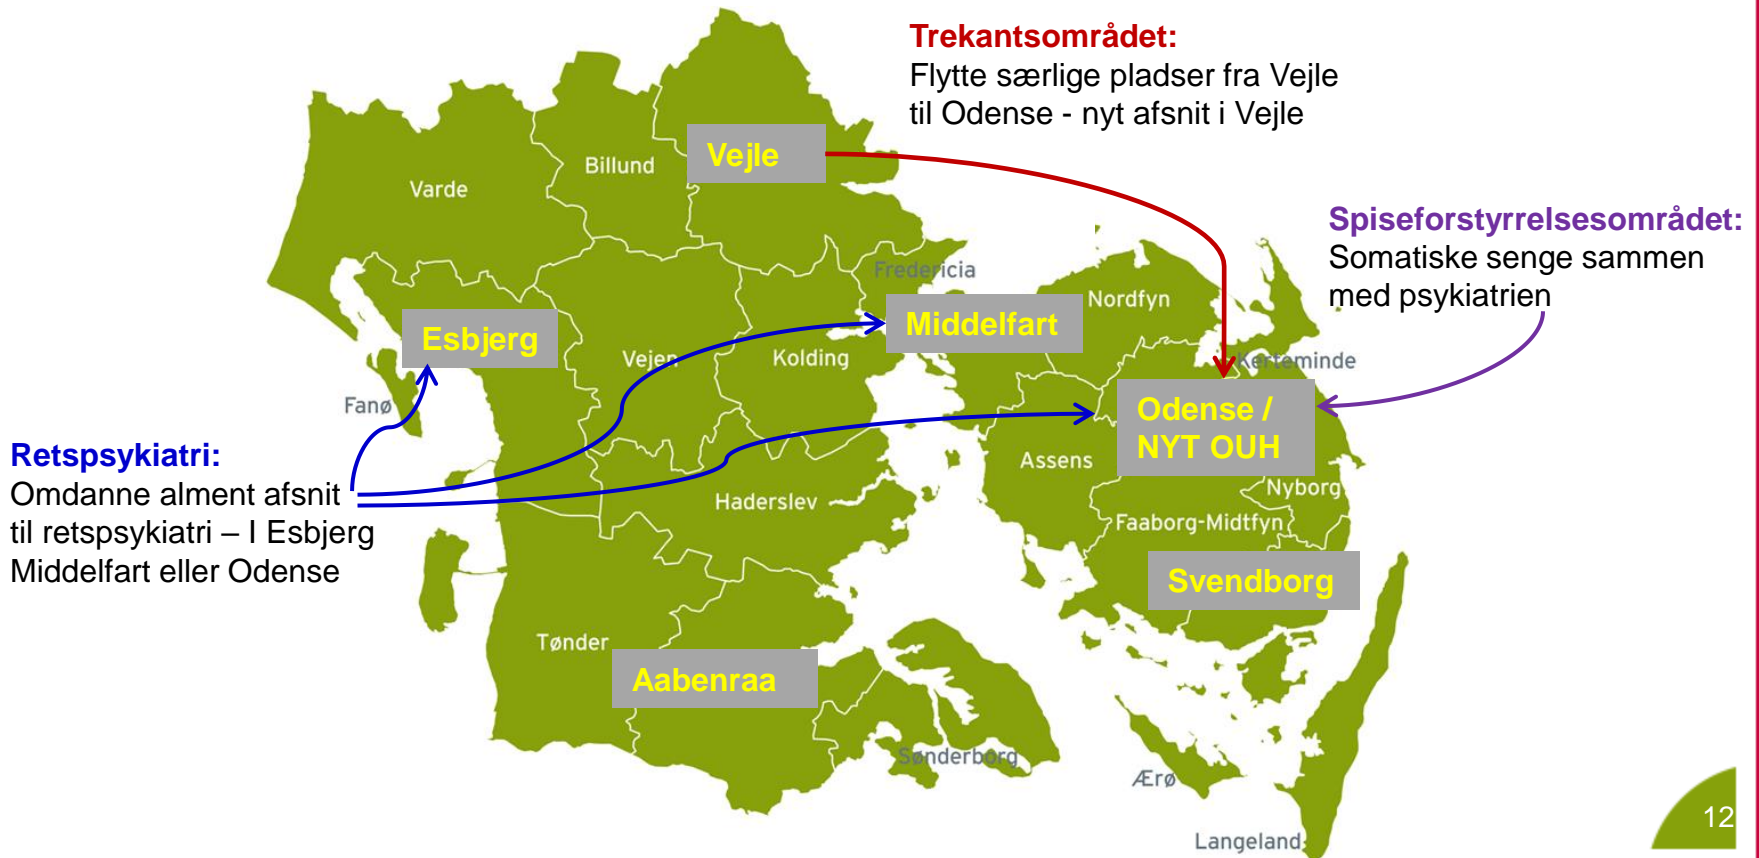 Trekantsområdet:
Flytte særlige pladser fra Vejle
til Odense - nyt afsnit i Vejle
Vejle
Billund
Varde
Spiseforstyrrelsesområdet:
Somatiske senge sammen
med psykiatrien
Fredericia
Nordfyn
Middelfart
Esbjerg
Vejen
Kolding
Kerteminde
Fanø
Odense /
NYT OUH
Retspsykiatri:
Omdanne alment afsnit
til retspsykiatri – I Esbjerg
Middelfart eller Odense
Assens
Haderslev
Nyborg
Faaborg-Midtfyn
Svendborg
Tønder
Aabenraa
Sønderborg
Ærø
Langeland
12